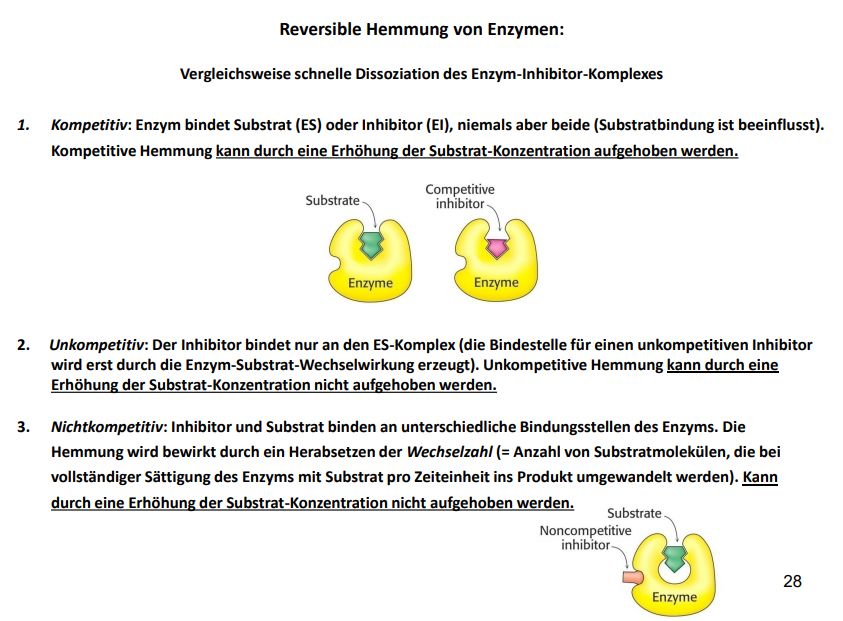 Reversible Hemmung von Enzymen:
Vergleichsweise schnelle Dissoziation des Enzym-Inhibitor-Komplexes
1. Kompetitiv: Enzym bindet Substrat (ES) oder Inhibitor (EI), niemals aber beide (Substratbindung ist beeinflusst).
Kompetitive Hemmung kann durch eine Erhöhung der Substrat-Konzentration aufgehoben werden.
Substrate
Competitive
inhibitor
Enzyme
Enzyme
2. Unkompetitiv: Der Inhibitor bindet nur an den ES-Komplex (die Bindestelle für einen unkompetitiven Inhibitor
wird erst durch die Enzym-Substrat-Wechselwirkung erzeugt). Unkompetitive Hemmung kann durch eine
Erhöhung der Substrat-Konzentration nicht aufgehoben werden.
3. Nichtkompetitiv: Inhibitor und Substrat binden an unterschiedliche Bindungsstellen des Enzyms. Die
Hemmung wird bewirkt durch ein Herabsetzen der Wechselzahl (= Anzahl von Substratmolekülen, die bei
vollständiger Sättigung des Enzyms mit Substrat pro Zeiteinheit ins Produkt umgewandelt werden). Kann
durch eine Erhöhung der Substrat-Konzentration nicht aufgehoben werden.
Substrate
Noncompetitive
inhibitor
Enzyme
28